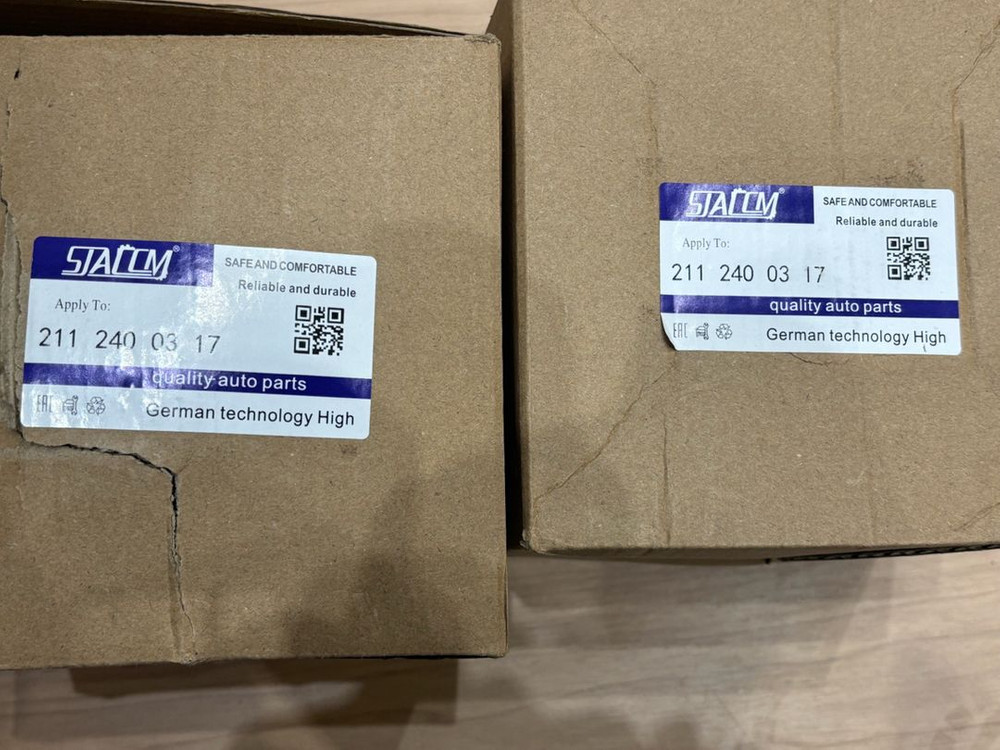 STACCM®
SAFE AND COMFORTABLE
Reliable and durable
Apply To:
211 240 03 17
quality auto parts
EAC
German technology High
STACCM®
SAFE AND COMFORTABLE
Reliable and durable
Apply To:
211 240 03 17
quality auto parts
EAC
German technology High